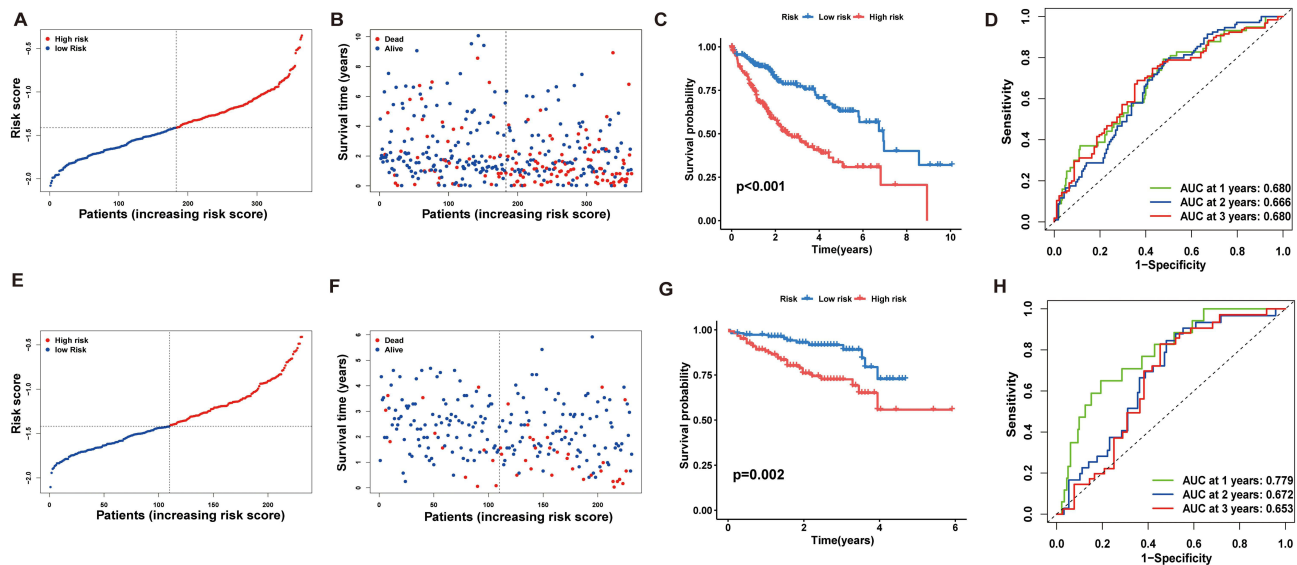 A
High risk
low Risk
Risk score
-0.5
-1.0
-1.5
-2.0
0 100 200 300
Patients (increasing risk score)
B
Dead
Alive
Survival time (years)
10
8
6
4
2
0
0 100 200 300
Patients (increasing risk score)
C
Risk Low risk High risk
Survival probability
1.00
0.75
0.50
0.25
0.00
p<0.001
0 2 4 6 8 10
Time(years)
D
Sensitivity
1.0
0.8
0.6
0.4
0.2
0.0
AUC at 1 years: 0.680
AUC at 2 years: 0.666
AUC at 3 years: 0.680
0.0 0.2 0.4 0.6 0.8 1.0
1-Specificity
E
High risk
low Risk
Risk score
-0.5
-1.0
-1.5
-2.0
0 50 100 150 200
Patients (increasing risk score)
F
Dead
Alive
Survival time (years)
6
5
4
3
2
1
0
0 50 100 150 200
Patients (increasing risk score)
G
Risk Low risk High risk
Survival probability
1.00
0.75
0.50
0.25
0.00
p=0.002
0 2 4 6
Time(years)
H
Sensitivity
1.0
0.8
0.6
0.4
0.2
0.0
AUC at 1 years: 0.779
AUC at 2 years: 0.672
AUC at 3 years: 0.653
0.0 0.2 0.4 0.6 0.8 1.0
1-Specificity